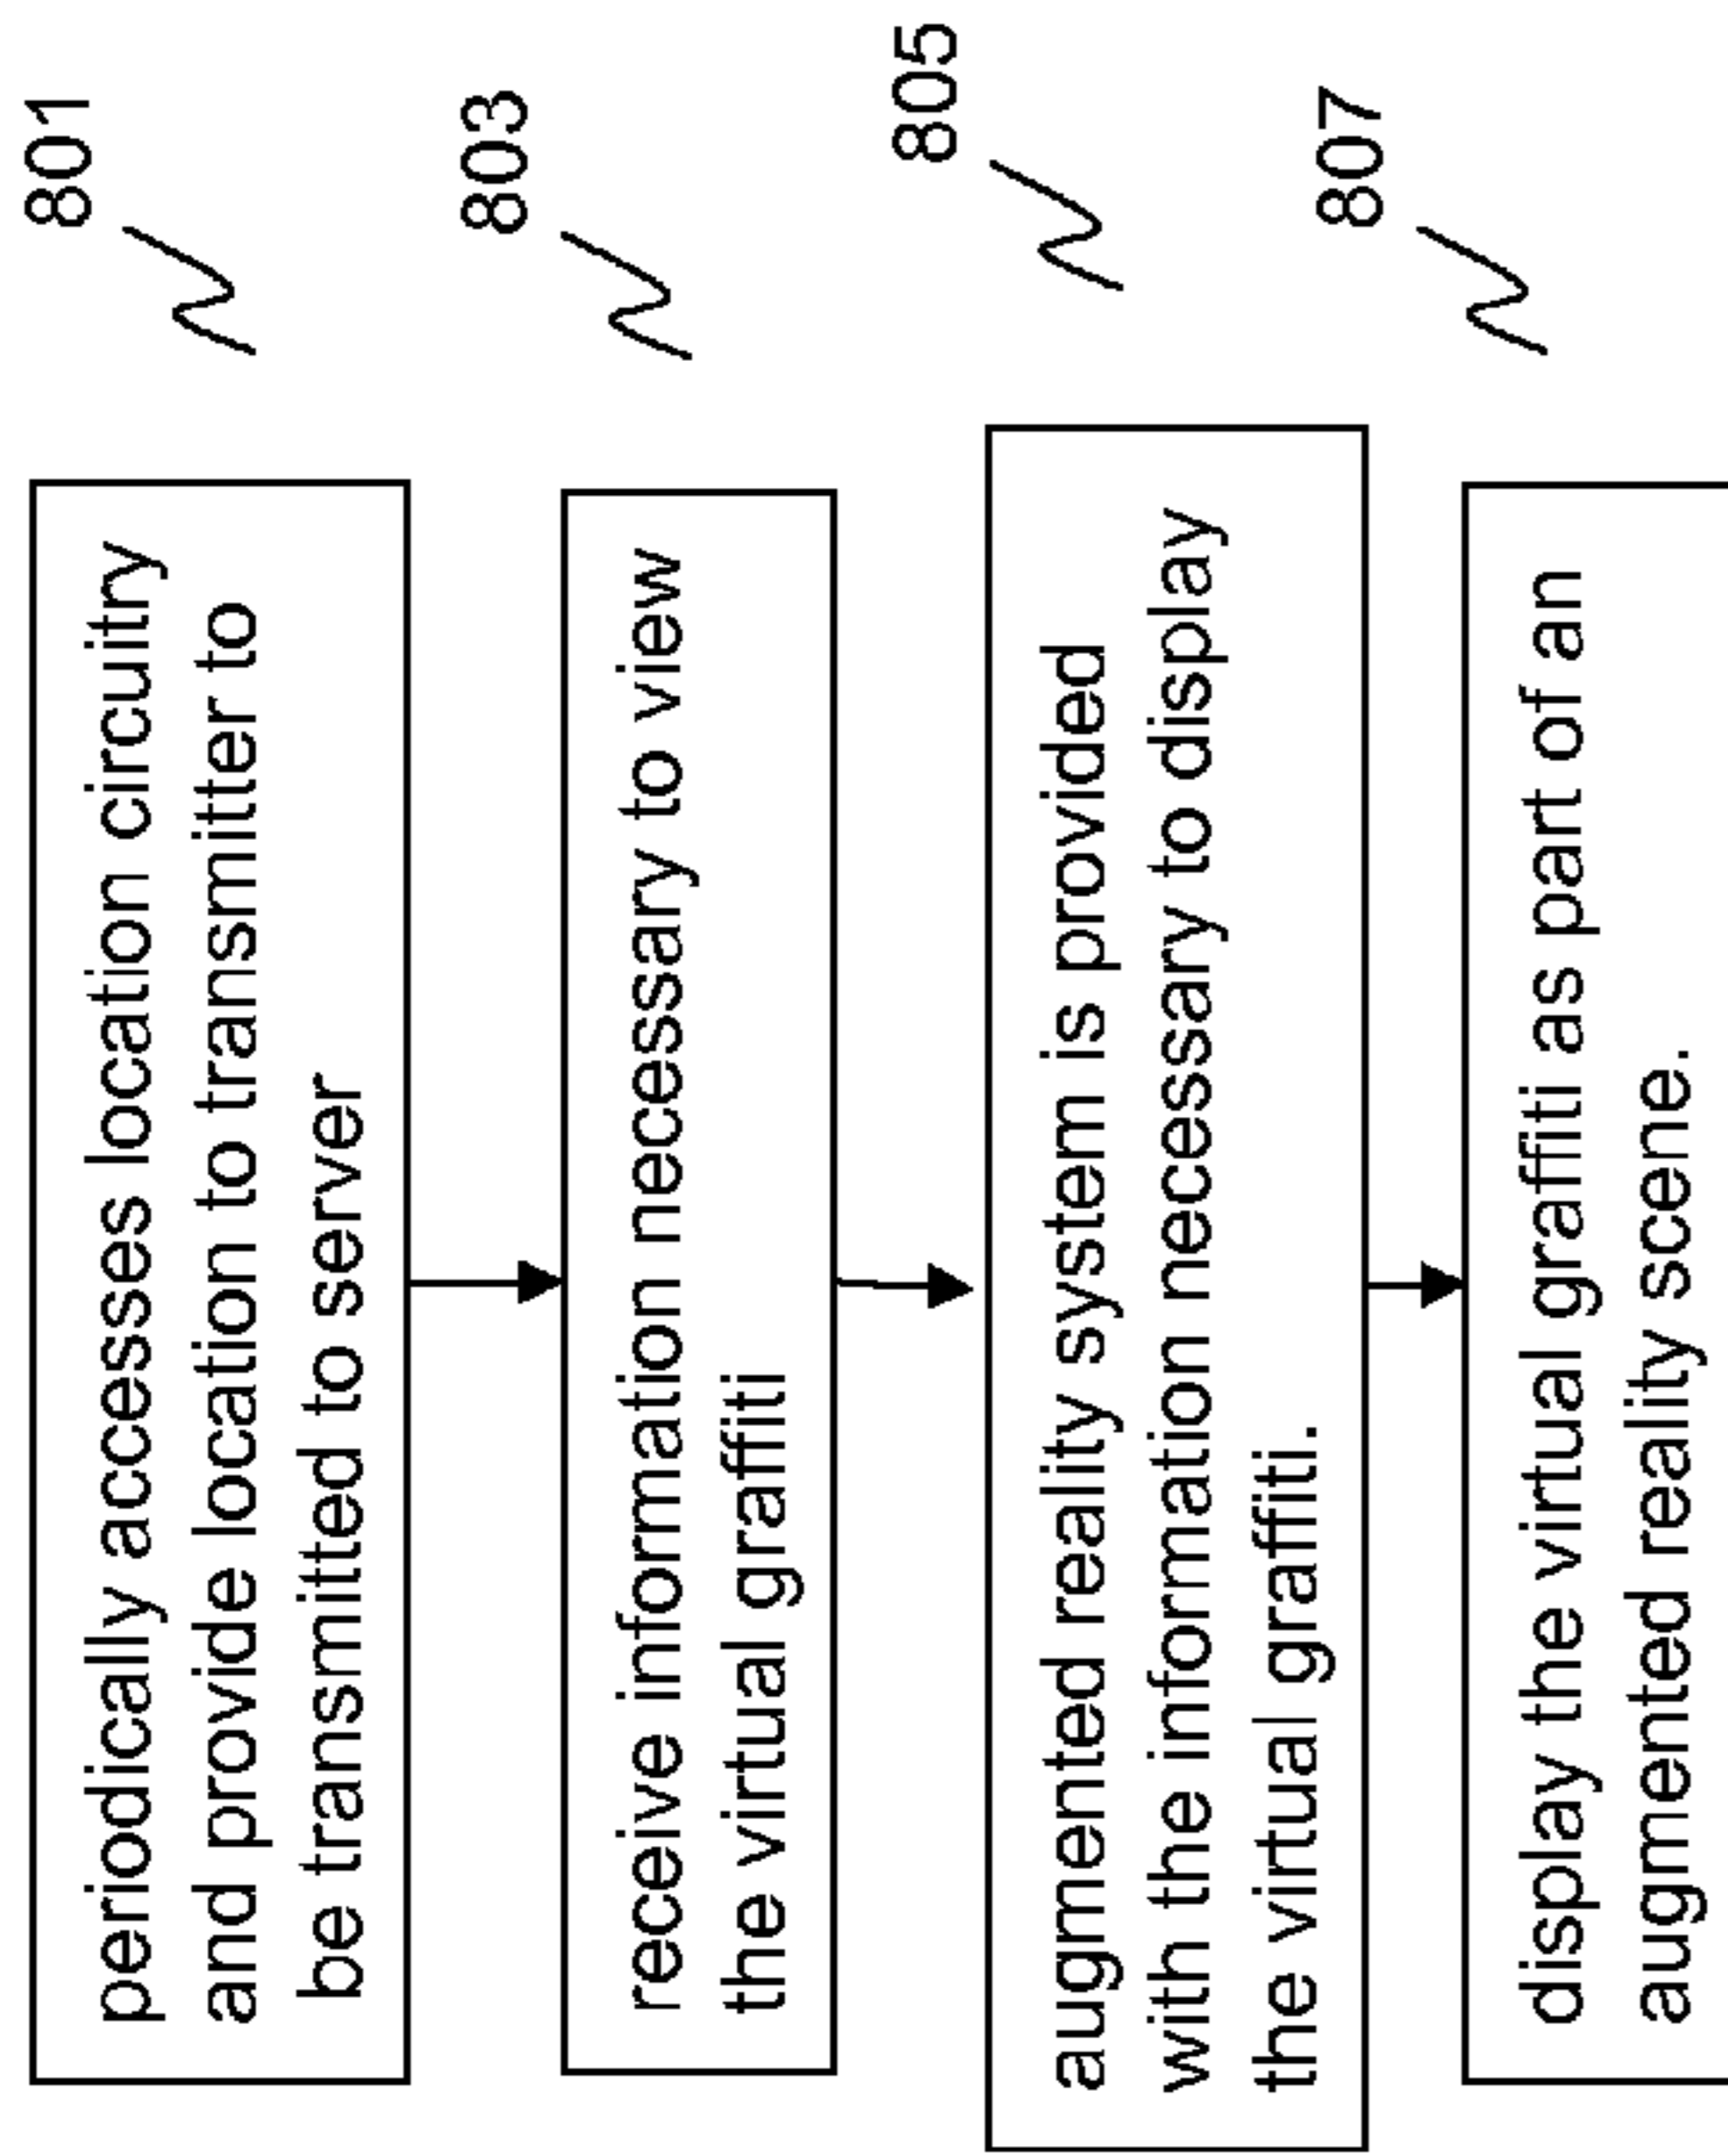 periodically accesses location circuitry
and provide location to transmitter to
be transmitted to server
801
receive information necessary to view
the virtual graffiti
803
augmented reality system is provided
with the information necessary to display
the virtual graffiti.
805
display the virtual graffiti as part of an
augmented reality scene.
807